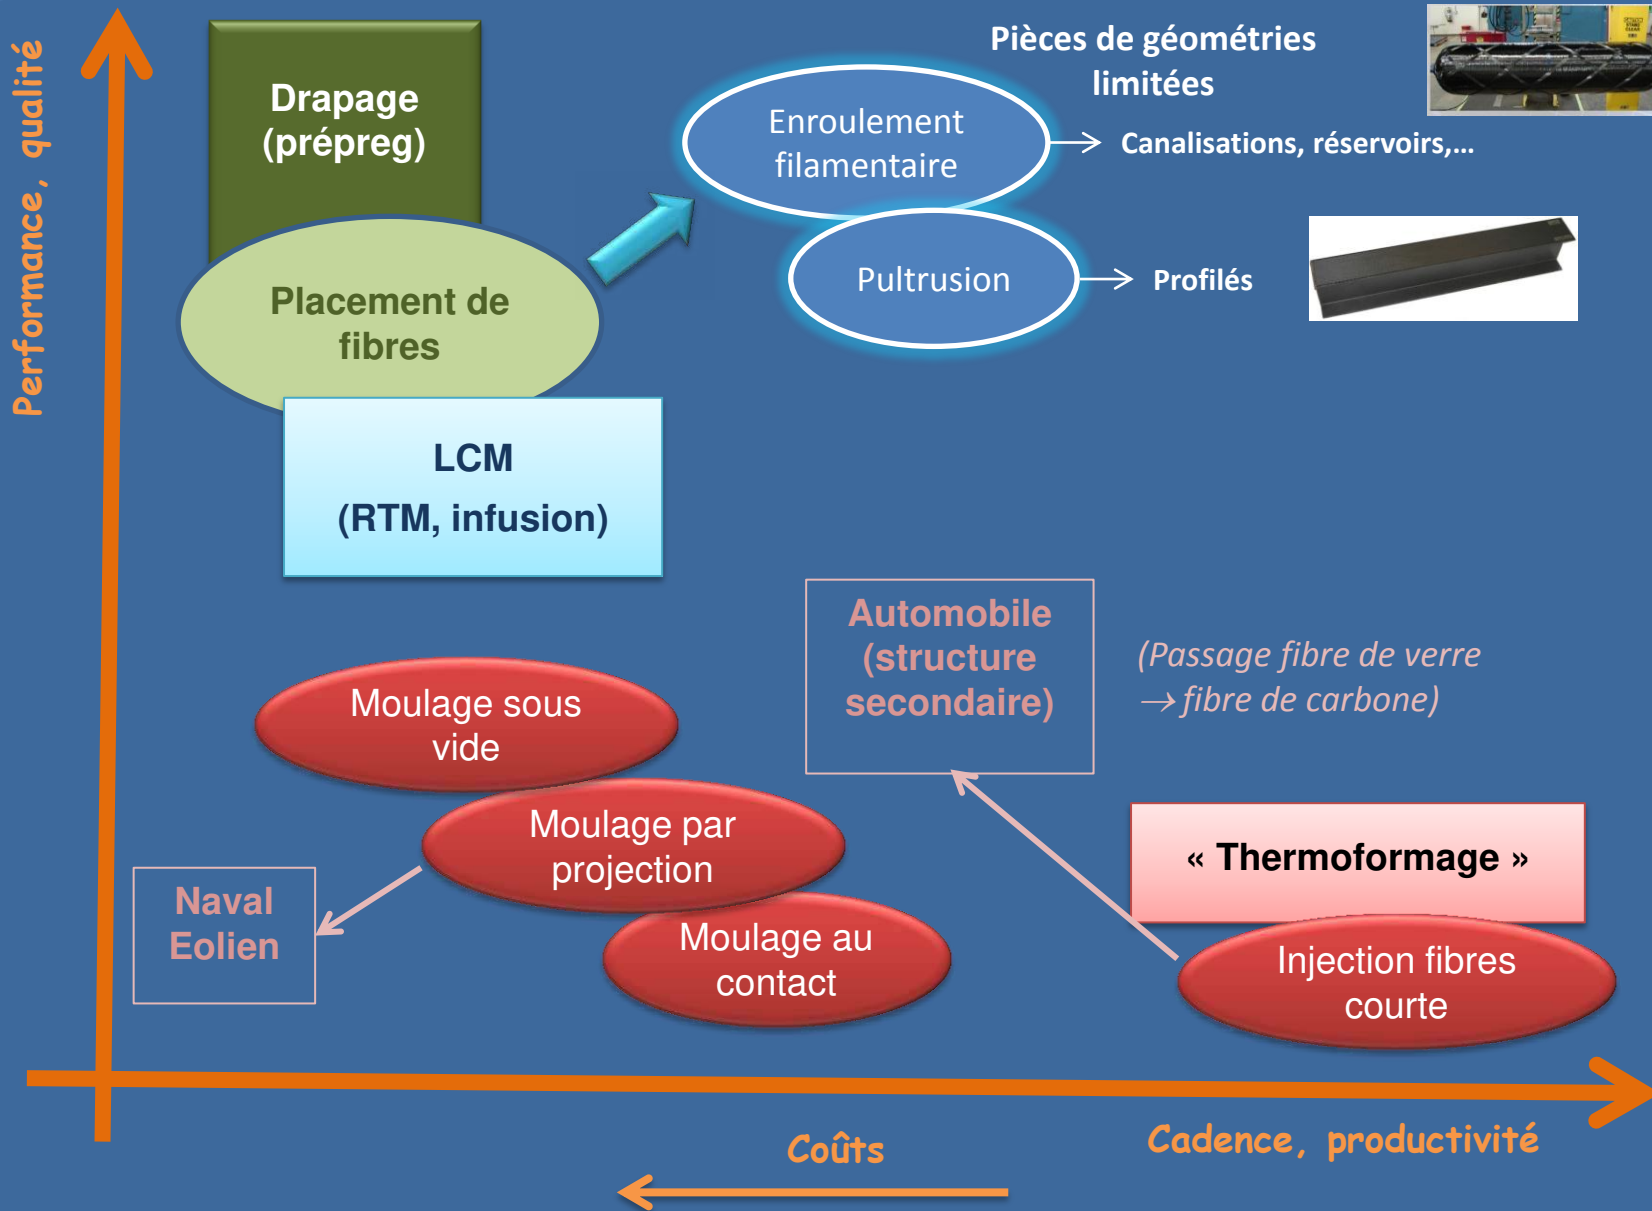 Performance, qualité
Drapage
(prépreg)
Placement de
fibres
LCM
(RTM, infusion)
Pièces de géométries
limitées
Enroulement
filamentaire
Canalisations, réservoirs,...
Pultrusion
Profilés
Automobile
(structure
secondaire)
(Passage fibre de verre
→ fibre de carbone)
Moulage sous
vide
Moulage par
projection
Moulage au
contact
Naval
Eolien
« Thermoformage »
Injection fibres
courte
Coûts
Cadence, productivité